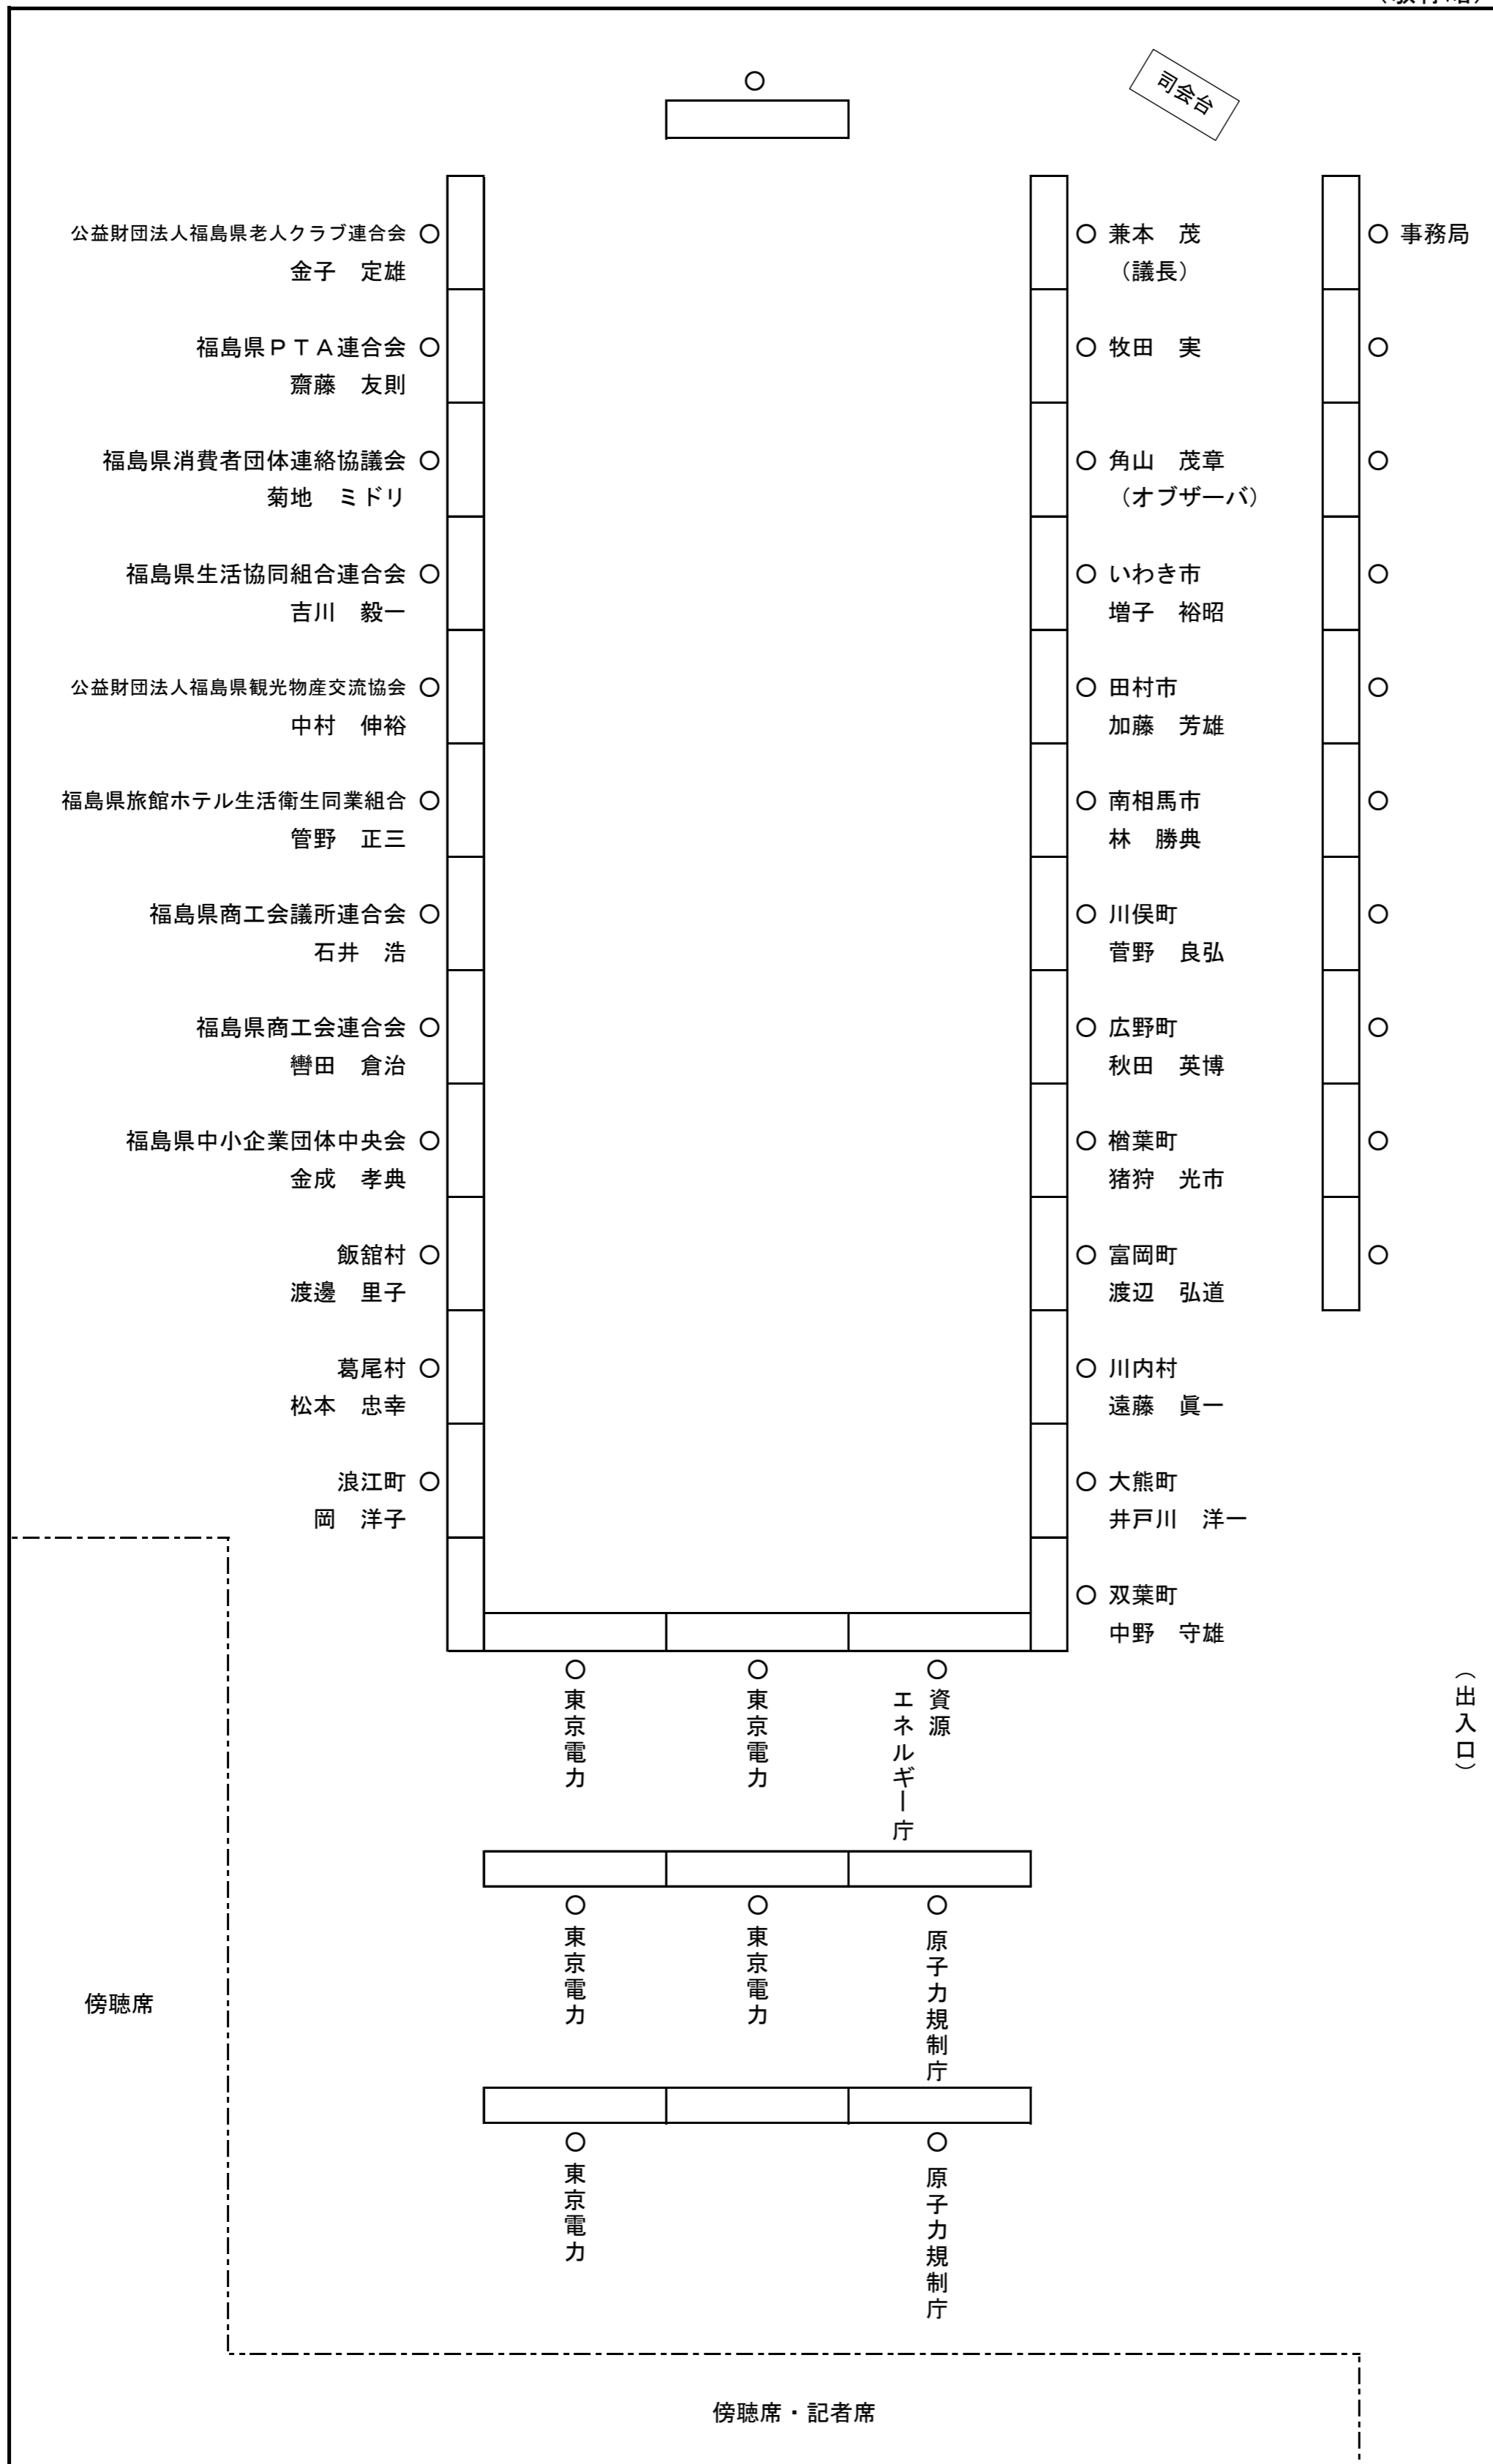 司会台
公益財団法人福島県老人クラブ連合会 ○
金子　定雄
福島県ＰＴＡ連合会 ○
齋藤　友則
福島県消費者団体連絡協議会 ○
菊地　ミドリ
福島県生活協同組合連合会 ○
吉川　毅一
公益財団法人福島県観光物産交流協会 ○
中村　伸裕
福島県旅館ホテル生活衛生同業組合 ○
管野　正三
福島県商工会議所連合会 ○
石井　浩
福島県商工会連合会 ○
轡田　倉治
福島県中小企業団体中央会 ○
金成　孝典
飯舘村 ○
渡邊　里子
葛尾村 ○
松本　忠幸
浪江町 ○
岡　洋子
○ 兼本　茂
（議長）
○ 牧田　実
○ 角山　茂章
（オブザーバ）
○ いわき市
増子　裕昭
○ 田村市
加藤　芳雄
○ 南相馬市
林　勝典
○ 川俣町
菅野　良弘
○ 広野町
秋田　英博
○ 楢葉町
猪狩　光市
○ 富岡町
渡辺　弘道
○ 川内村
遠藤　眞一
○ 大熊町
井戸川　洋一
○ 双葉町
中野　守雄
○ 事務局
（出入口）
○東京電力
○東京電力
○資源
エネルギー庁
○東京電力
○東京電力
○原子力規制庁
○東京電力
○原子力規制庁
傍聴席
傍聴席・記者席